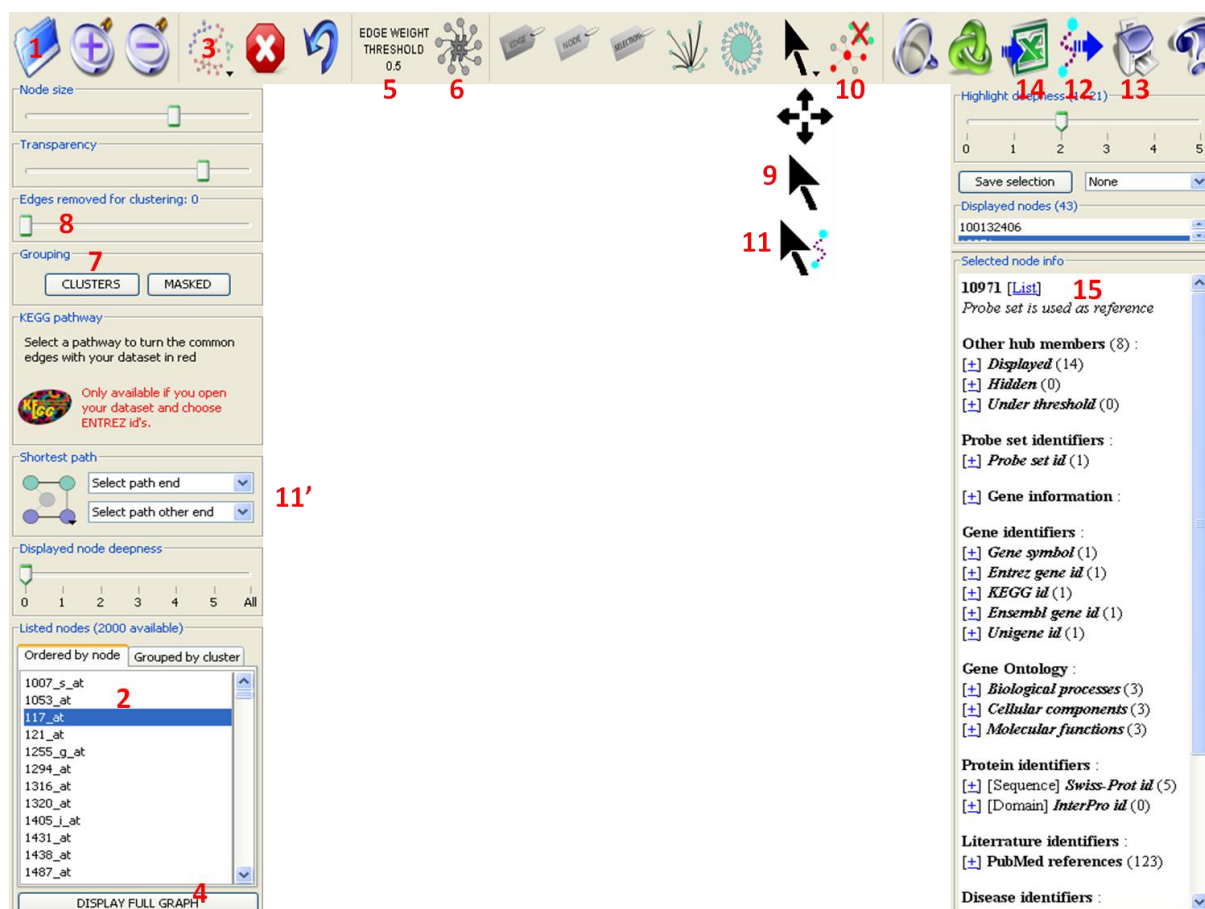 1
3
EDGE WEIGHT
THRESHOLD
0.5
EDGE
NODE
SELECTION
5
6
10
14
12
13
Node size
Transparency
Edges removed for clustering: 0
8
Grouping
7
CLUSTERS
MASKED
KEGG pathway
Select a pathway to turn the common
edges with your dataset in red
KEGG
Only available if you open
your dataset and choose
ENTREZ id's.
Shortest path
Select path end
Select path other end
11'
Displayed node deepness
0 1 2 3 4 5 All
Listed nodes (2000 available)
Ordered by node
Grouped by cluster
1007_s_at
1053_at
2
117_at
121_at
1255_g_at
1294_at
1316_at
1320_at
1405_i_at
1431_at
1438_at
1487_at
4
DISPLAY FULL GRAPH
9
11
Highlight deepness
0 1 2 3 4 5
Save selection
None
Displayed nodes (43)
100132406
Selected node info
10971 [List]
15
Probe set is used as reference
Other hub members (8) :
[+] Displayed (14)
[+] Hidden (0)
[+] Under threshold (0)
Probe set identifiers :
[+] Probe set id (1)
[+] Gene information :
Gene identifiers :
[+] Gene symbol (1)
[+] Entrez gene id (1)
[+] KEGG id (1)
[+] Ensembl gene id (1)
[+] Unigene id (1)
Gene Ontology :
[+] Biological processes (3)
[+] Cellular components (3)
[+] Molecular functions (3)
Protein identifiers :
[+] [Sequence] Swiss-Prot id (5)
[+] [Domain] InterPro id (0)
Literrature identifiers :
[+] PubMed references (123)
Disease identifiers :